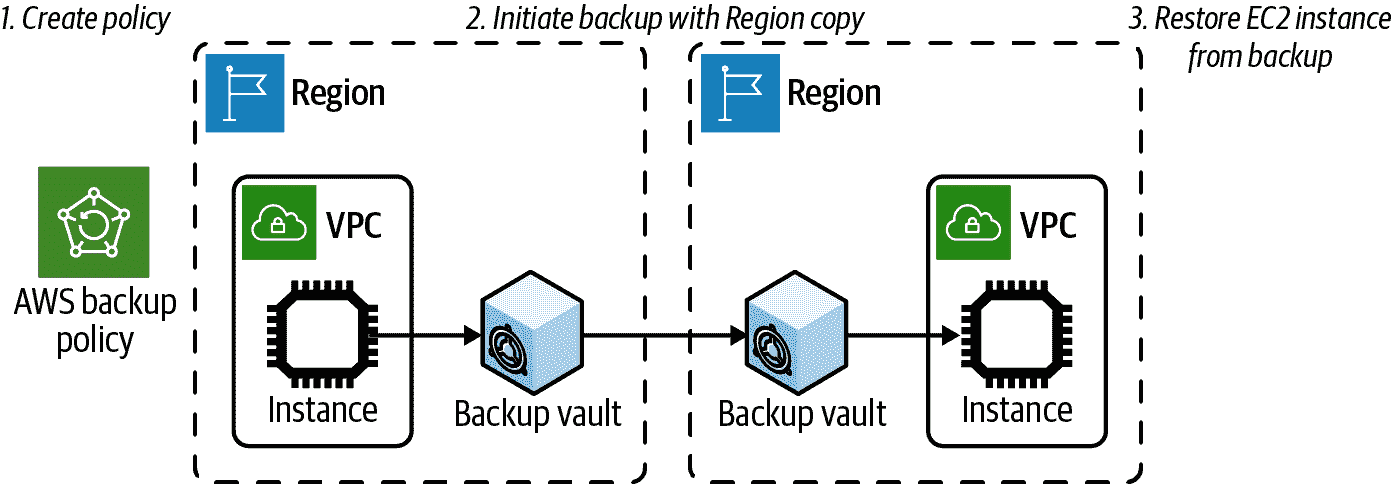 1. Create policy
2. Initiate backup with Region copy
3. Restore EC2 instance
from backup
Region
Region
VPC
VPC
AWS backup
policy
Instance
Backup vault
Backup vault
Instance